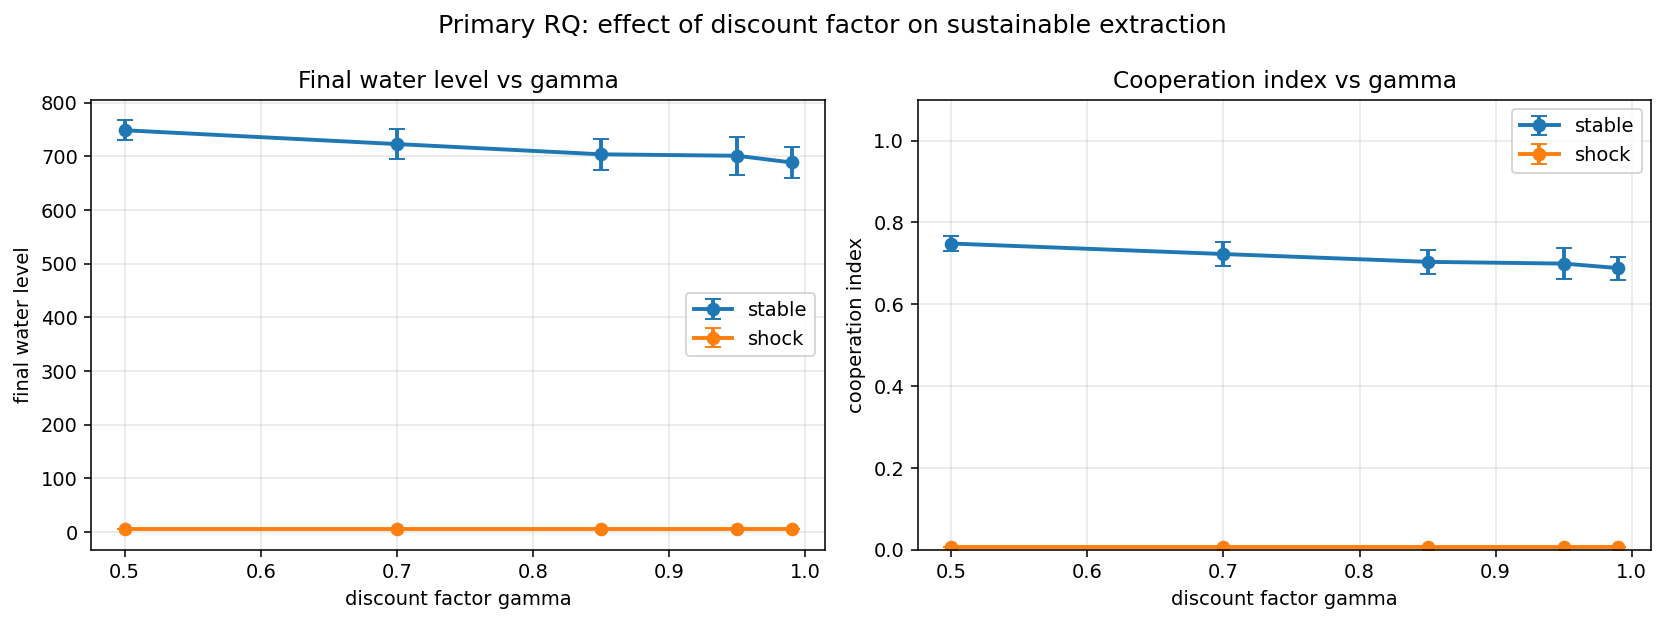 Primary RQ: effect of discount factor on sustainable extraction
Final water level vs gamma
final water level
800
700
600
500
400
300
200
100
0
stable
shock
0.5
0.6
0.7
0.8
0.9
1.0
discount factor gamma
Cooperation index vs gamma
cooperation index
1.0
0.8
0.6
0.4
0.2
0.0
stable
shock
0.5
0.6
0.7
0.8
0.9
1.0
discount factor gamma